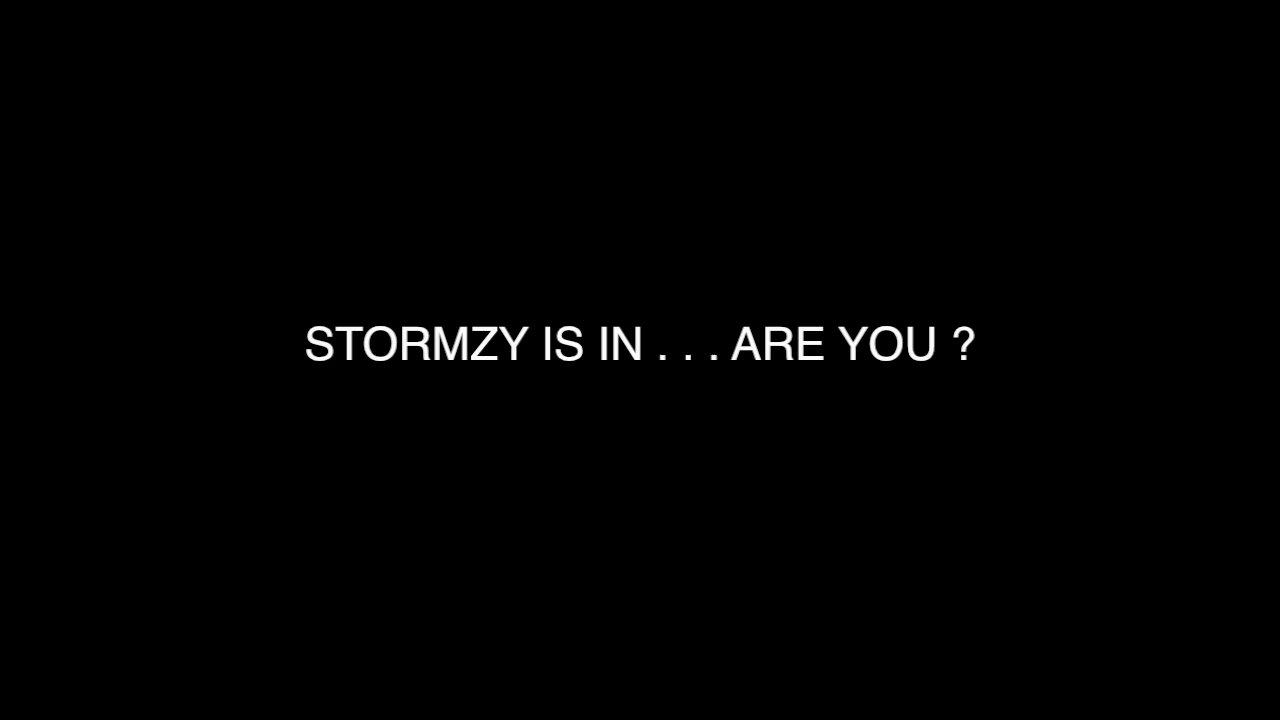 STORMZY IS IN . . . ARE YOU ?